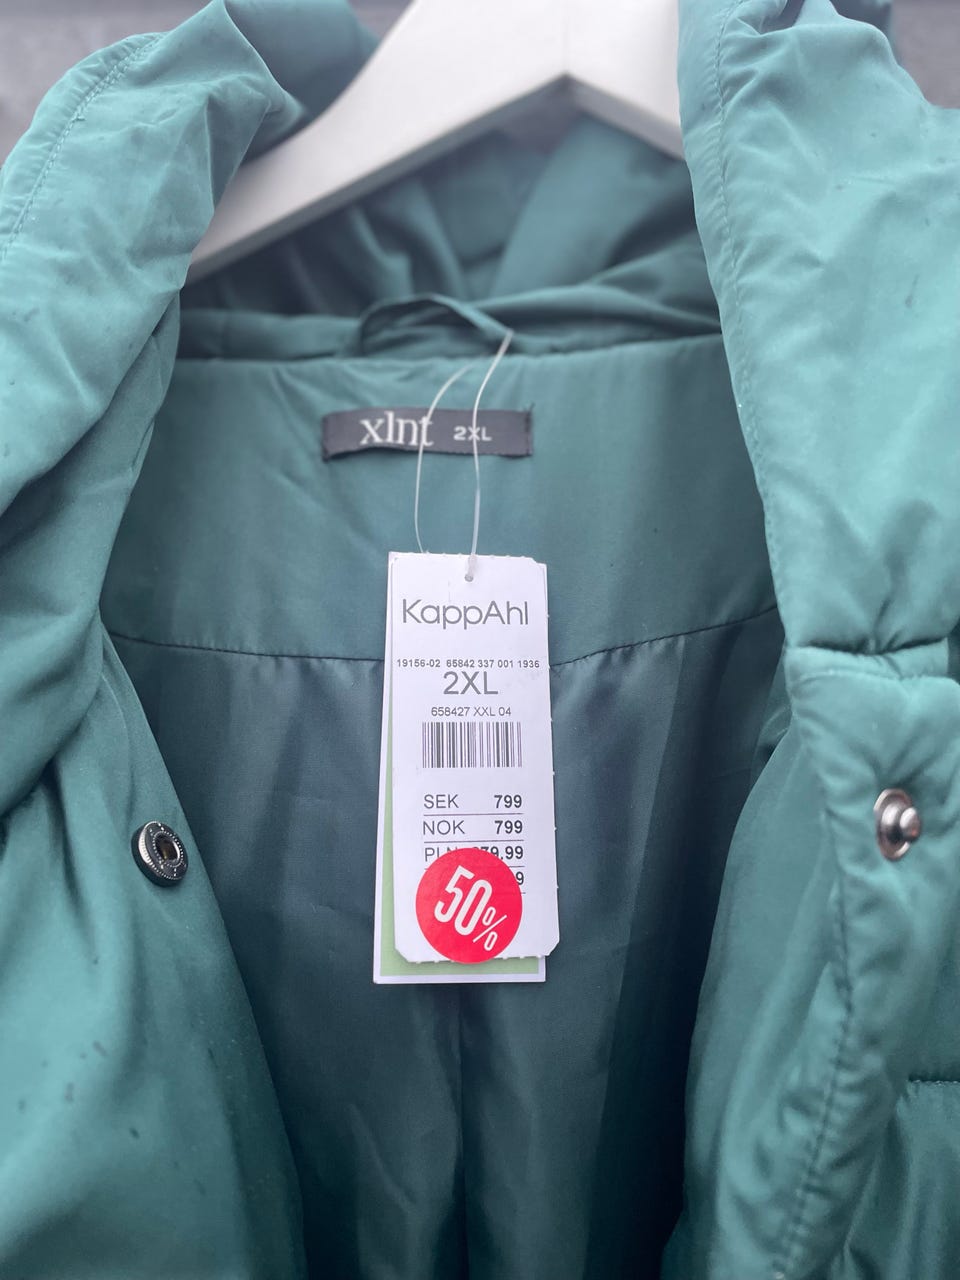 xlnt 2XL
KappAhl
19156-02 65842 337 001 1936
2XL
658427 XXL 04
SEK 799
NOK 799
50%